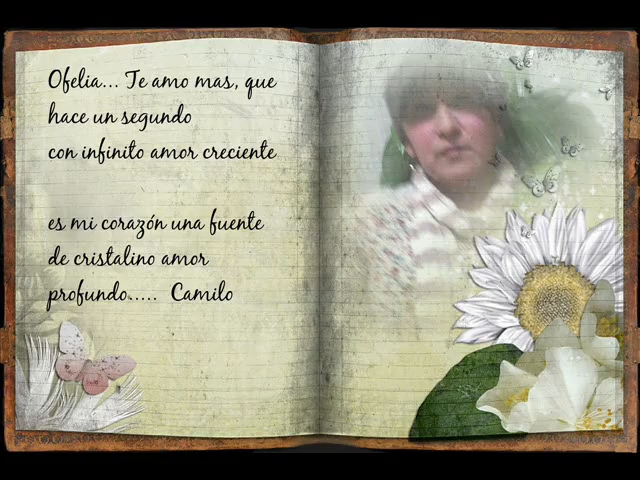 Ofelia... Te amo mas, que
hace un segundo
con infinito amor creciente
es mi corazón una fuente
de cristalino amor
profundo..... Camilo